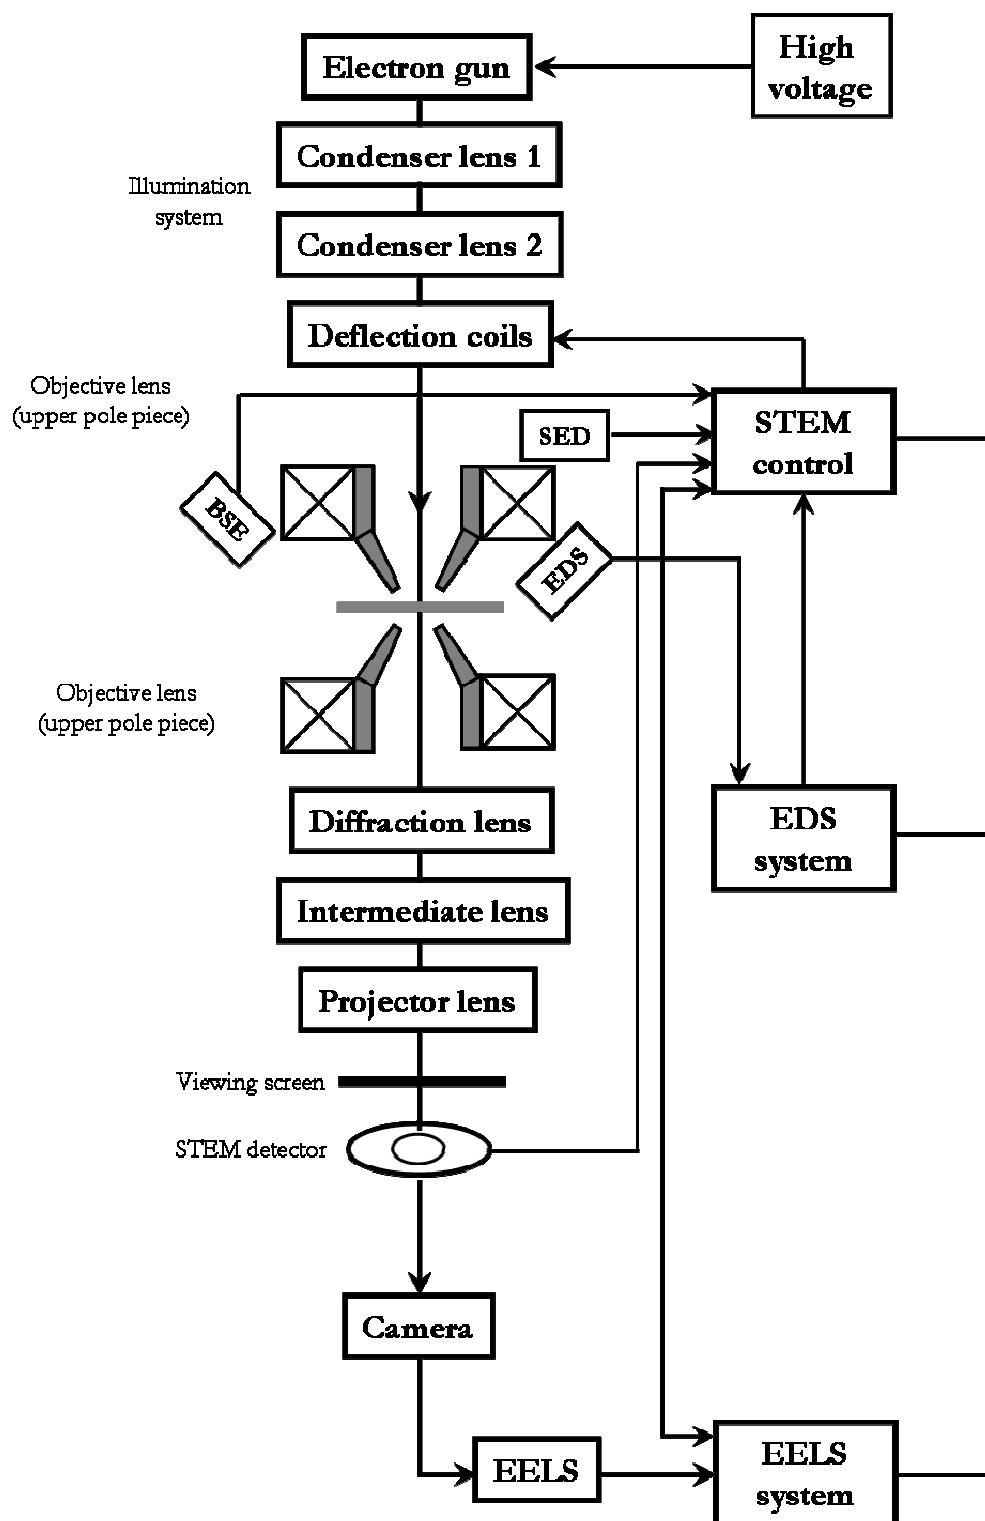 High
voltage
Electron gun
Condenser lens 1
Illumination
system
Condenser lens 2
Deflection coils
Objective lens
(upper pole piece)
STEM
control
SED
BSE
EDS
Objective lens
(upper pole piece)
Diffraction lens
EDS
system
Intermediate lens
Projector lens
Viewing screen
STEM detector
Camera
EELS
EELS
system